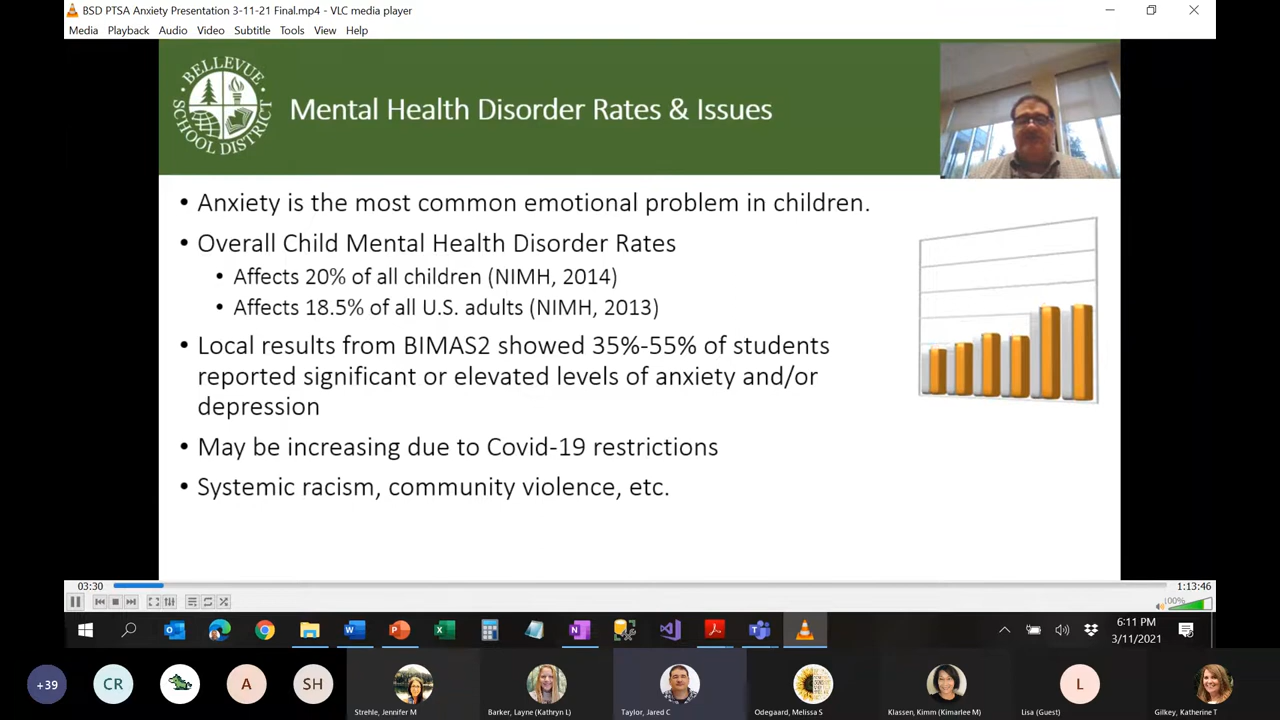 BSD PTSA Anxiety Presentation 3-11-21 Final.mp4 - VLC media player
Media Playback Audio Video Subtitle Tools View Help
BELLEVUE
SCHOOL DISTRICT
Mental Health Disorder Rates & Issues
• Anxiety is the most common emotional problem in children.
• Overall Child Mental Health Disorder Rates
• Affects 20% of all children (NIMH, 2014)
• Affects 18.5% of all U.S. adults (NIMH, 2013)
• Local results from BIMAS2 showed 35%-55% of students
reported significant or elevated levels of anxiety and/or
depression
• May be increasing due to Covid-19 restrictions
• Systemic racism, community violence, etc.
03:30
1:13:46
100%
6:11 PM
3/11/2021
+39
CR
A
SH
L
Strehle, Jennifer M
Barker, Layne (Kathryn L)
Taylor, Jared C
Odegaard, Melissa S
Klassen, Kimm (Kimarlee M)
Lisa (Guest)
Gilkey, Katherine T